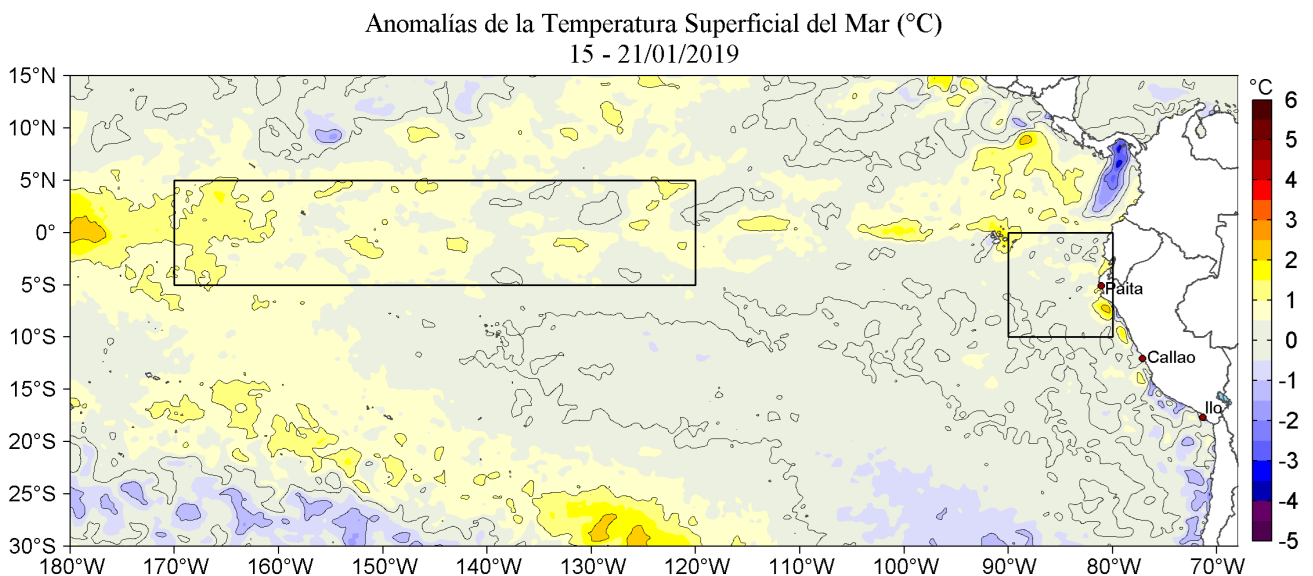 Anomalías de la Temperatura Superficial del Mar (°C)
15 - 21/01/2019
15°N
10°N
5°N
0°
5°S
10°S
15°S
20°S
25°S
30°S
180°W 170°W 160°W 150°W 140°W 130°W 120°W 110°W 100°W 90°W 80°W 70°W
Paita
Callao
Ilo
°C
6
5
4
3
2
1
0
-1
-2
-3
-4
-5